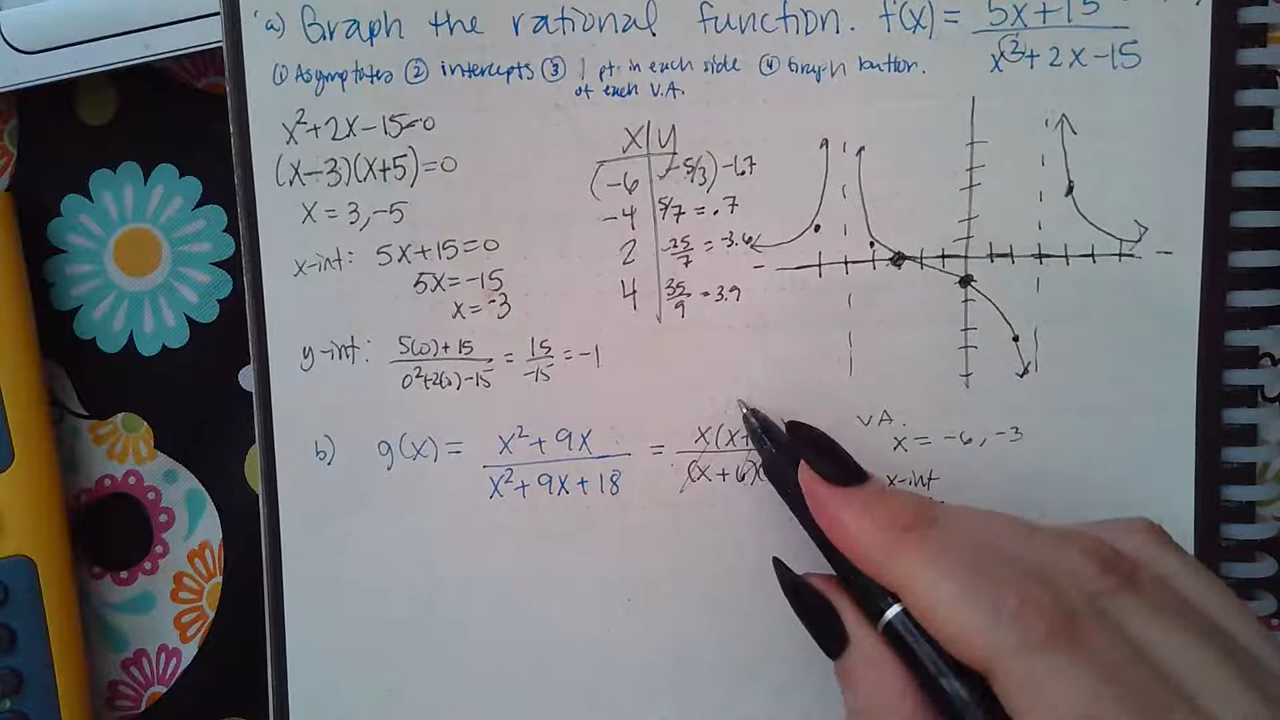 a) Graph the rational function. f(x) = 5x+15 / x²+2x-15
① Asymptotes ② intercepts ③ 1 pt. in each side of each V.A. ④ Graph button.
x²+2x-15=0
(x-3)(x+5)=0
x = 3,-5
x-int: 5x+15=0
5x=-15
x=-3
y-int: 5(0)+15 / 0²+2(0)-15 = 15/-15 = -1
x | y
(-6 | -5/3) -1.7
-4 | 5/7 = .7
2 | -25/7 = -3.6
4 | 35/9 = 3.9
b) g(x) = x²+9x / x²+9x+18 = x(x+ / (x+6)(
V.A.
x = -6,-3
x-int